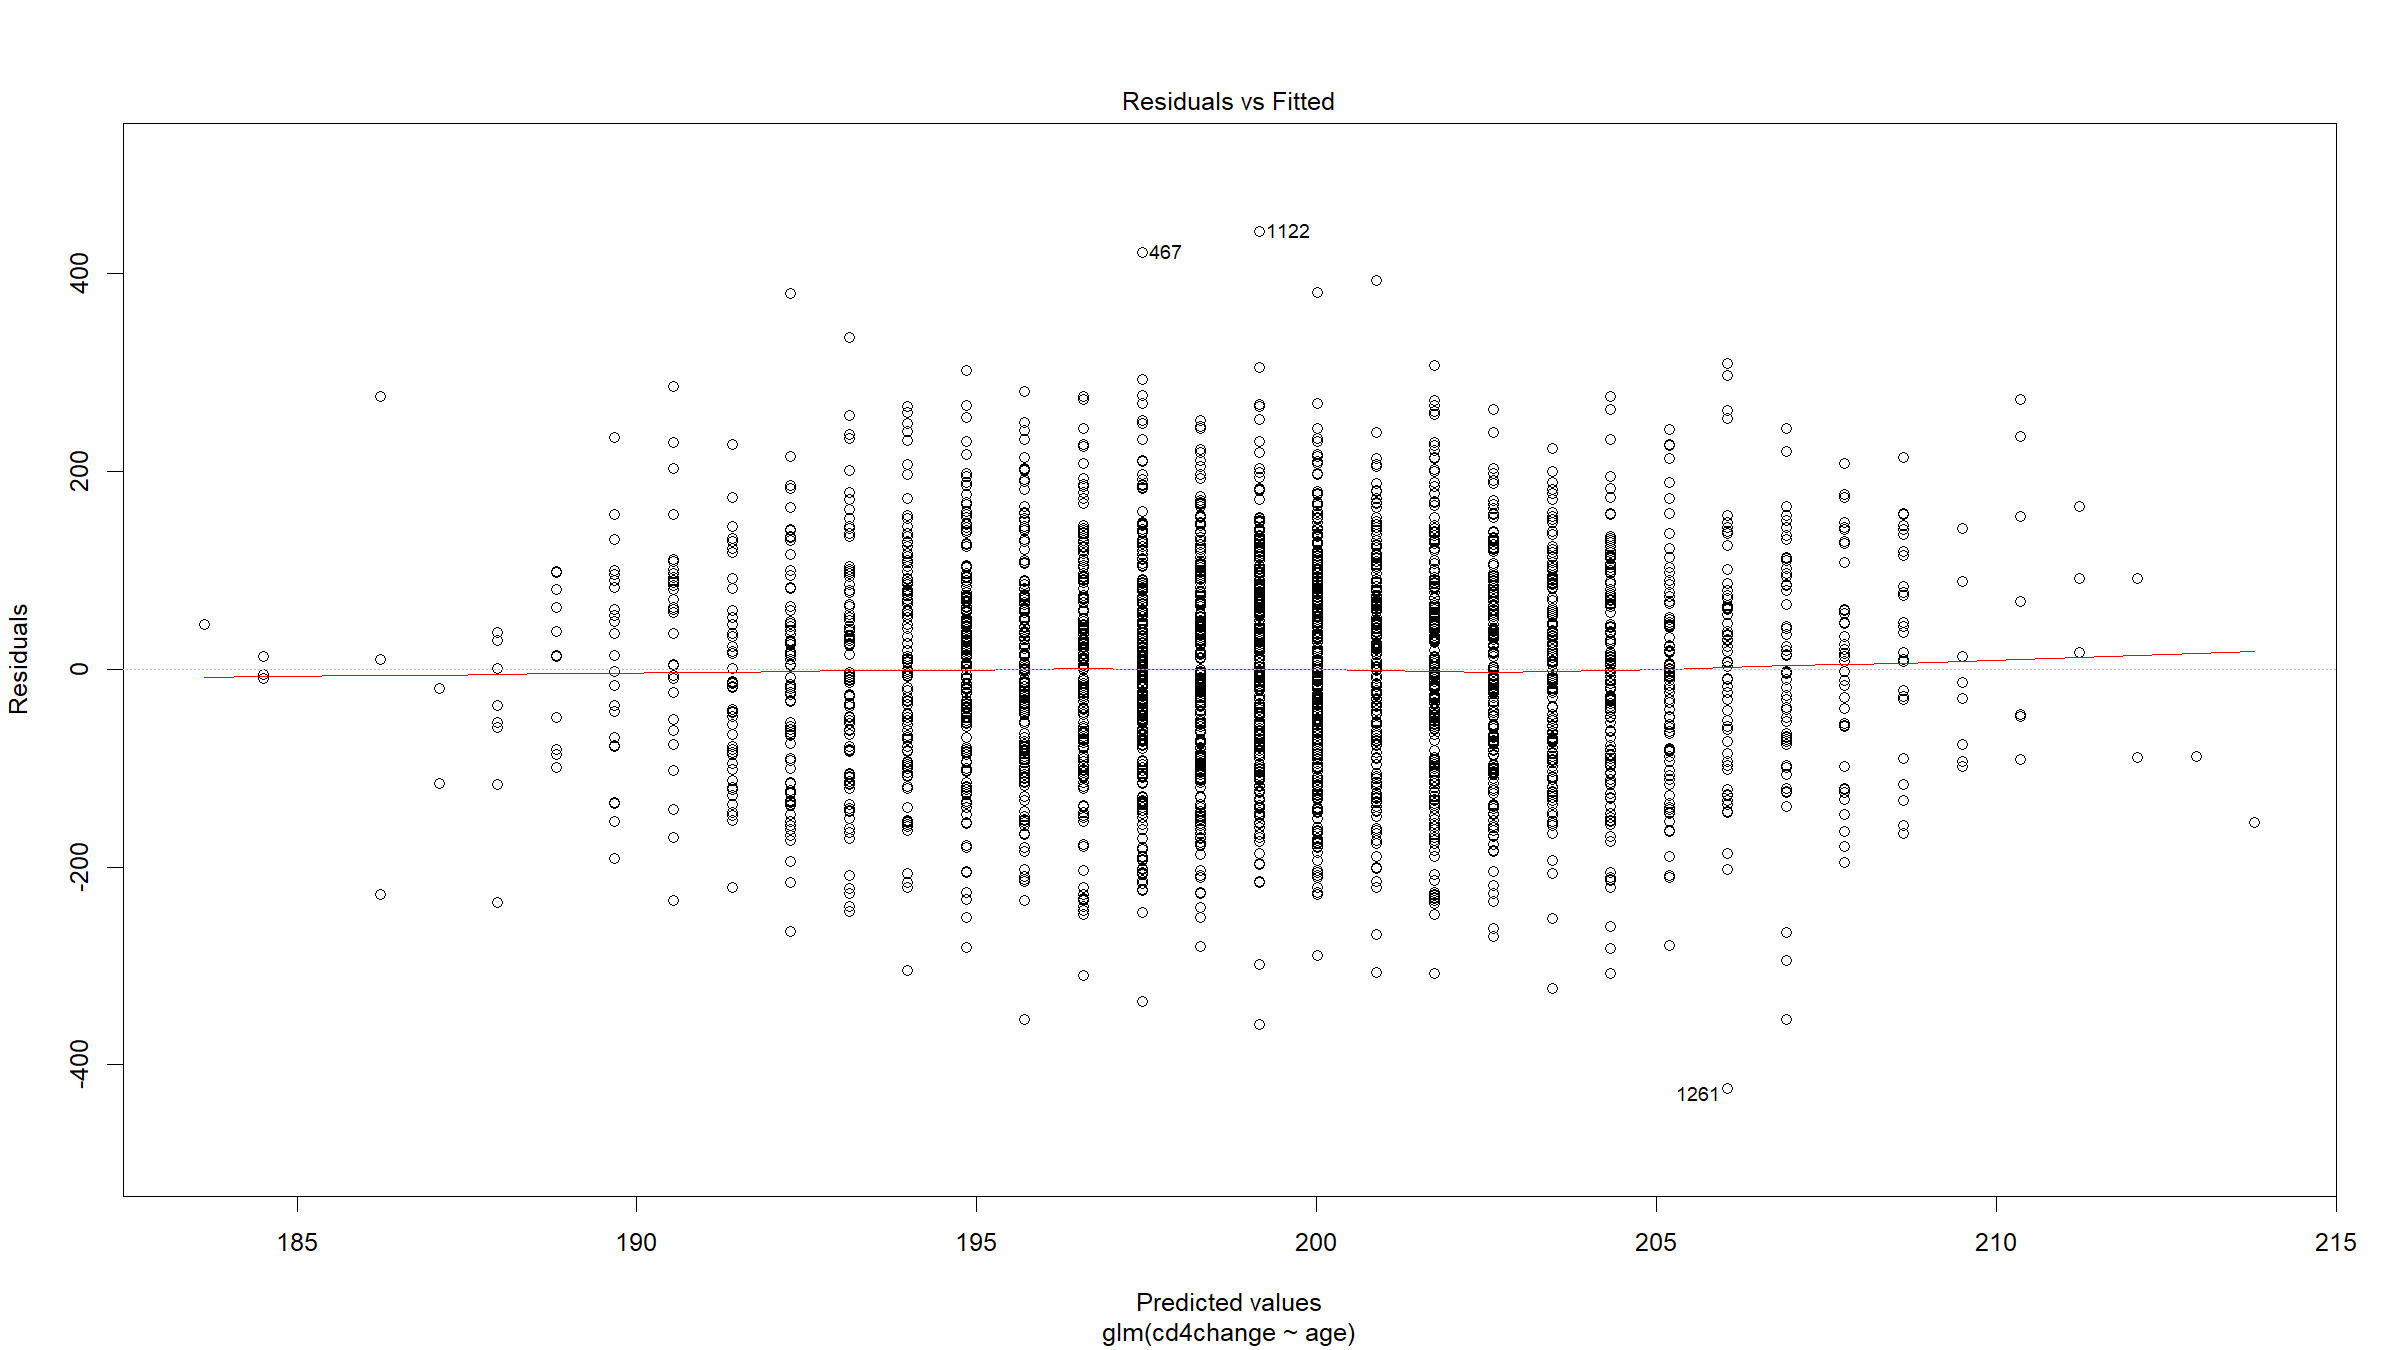 Residuals vs Fitted
Residuals
400
200
0
-200
-400
1122
467
1261
185 190 195 200 205 210 215
Predicted values
glm(cd4change ~ age)